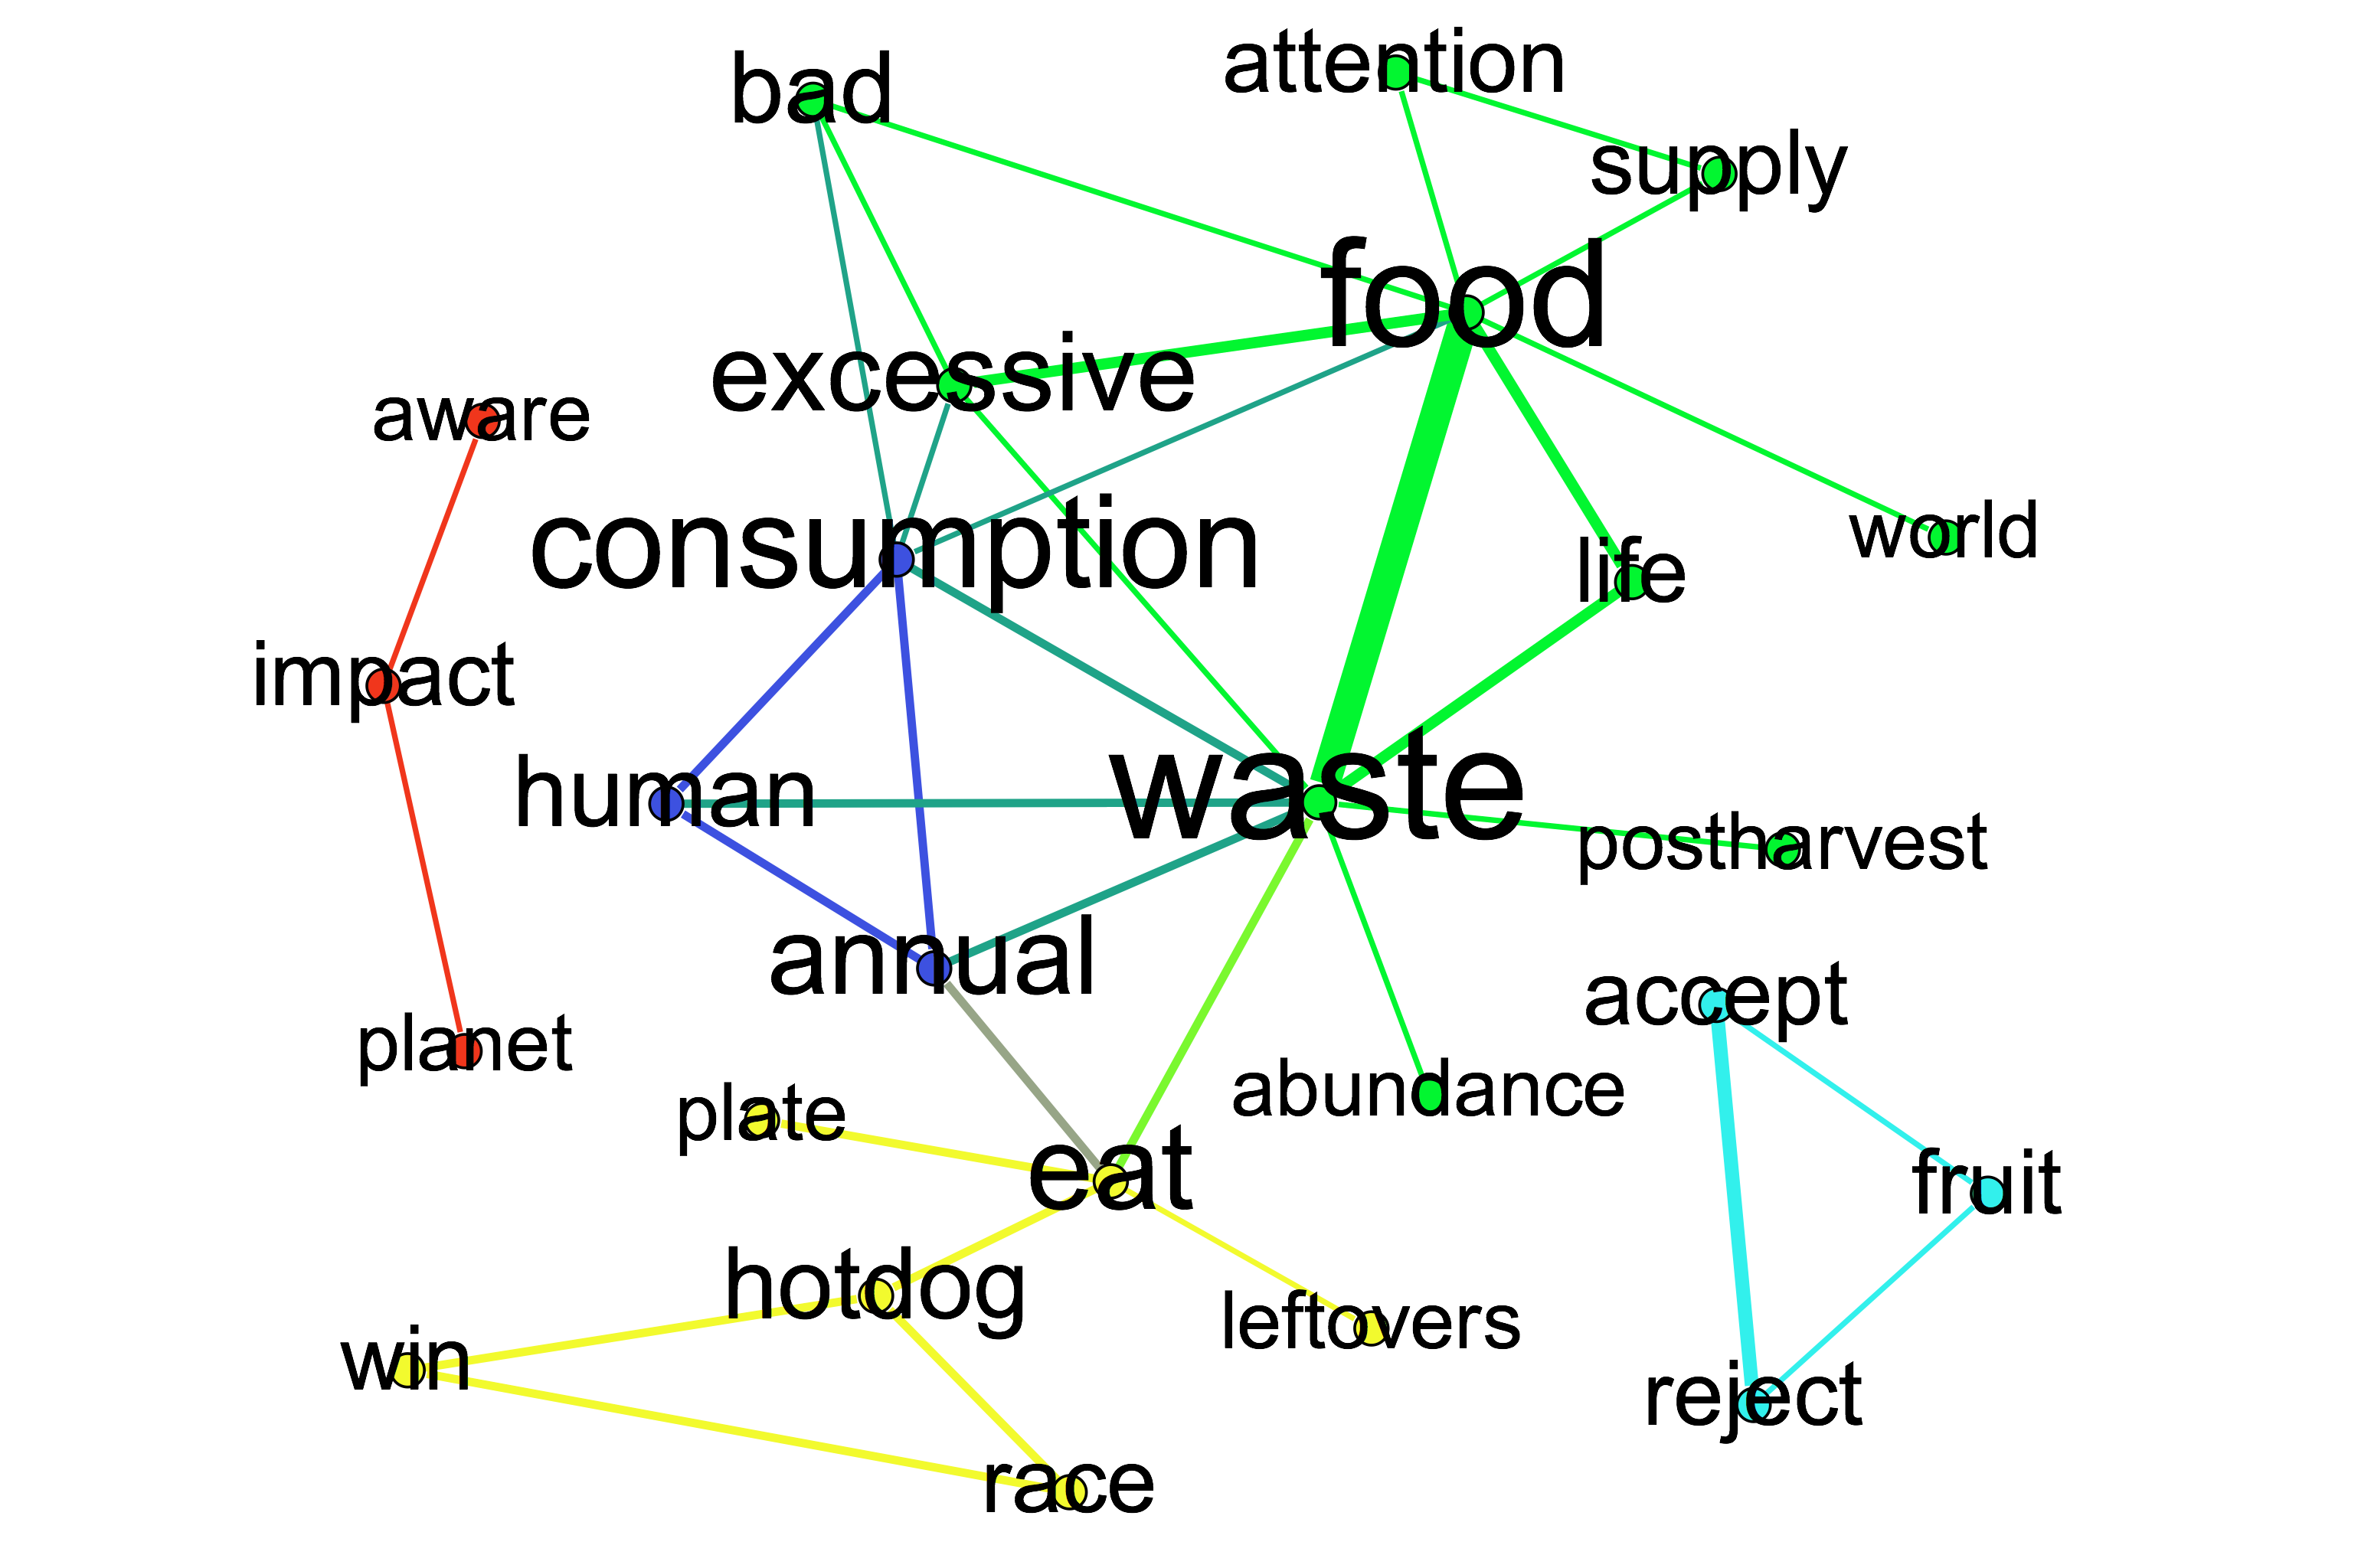 attention
bad
supply
food
excessive
aware
consumption
world
life
impact
human
waste
postharvest
annual
accept
planet
abundance
plate
eat
fruit
hotdog
leftovers
win
reject
race